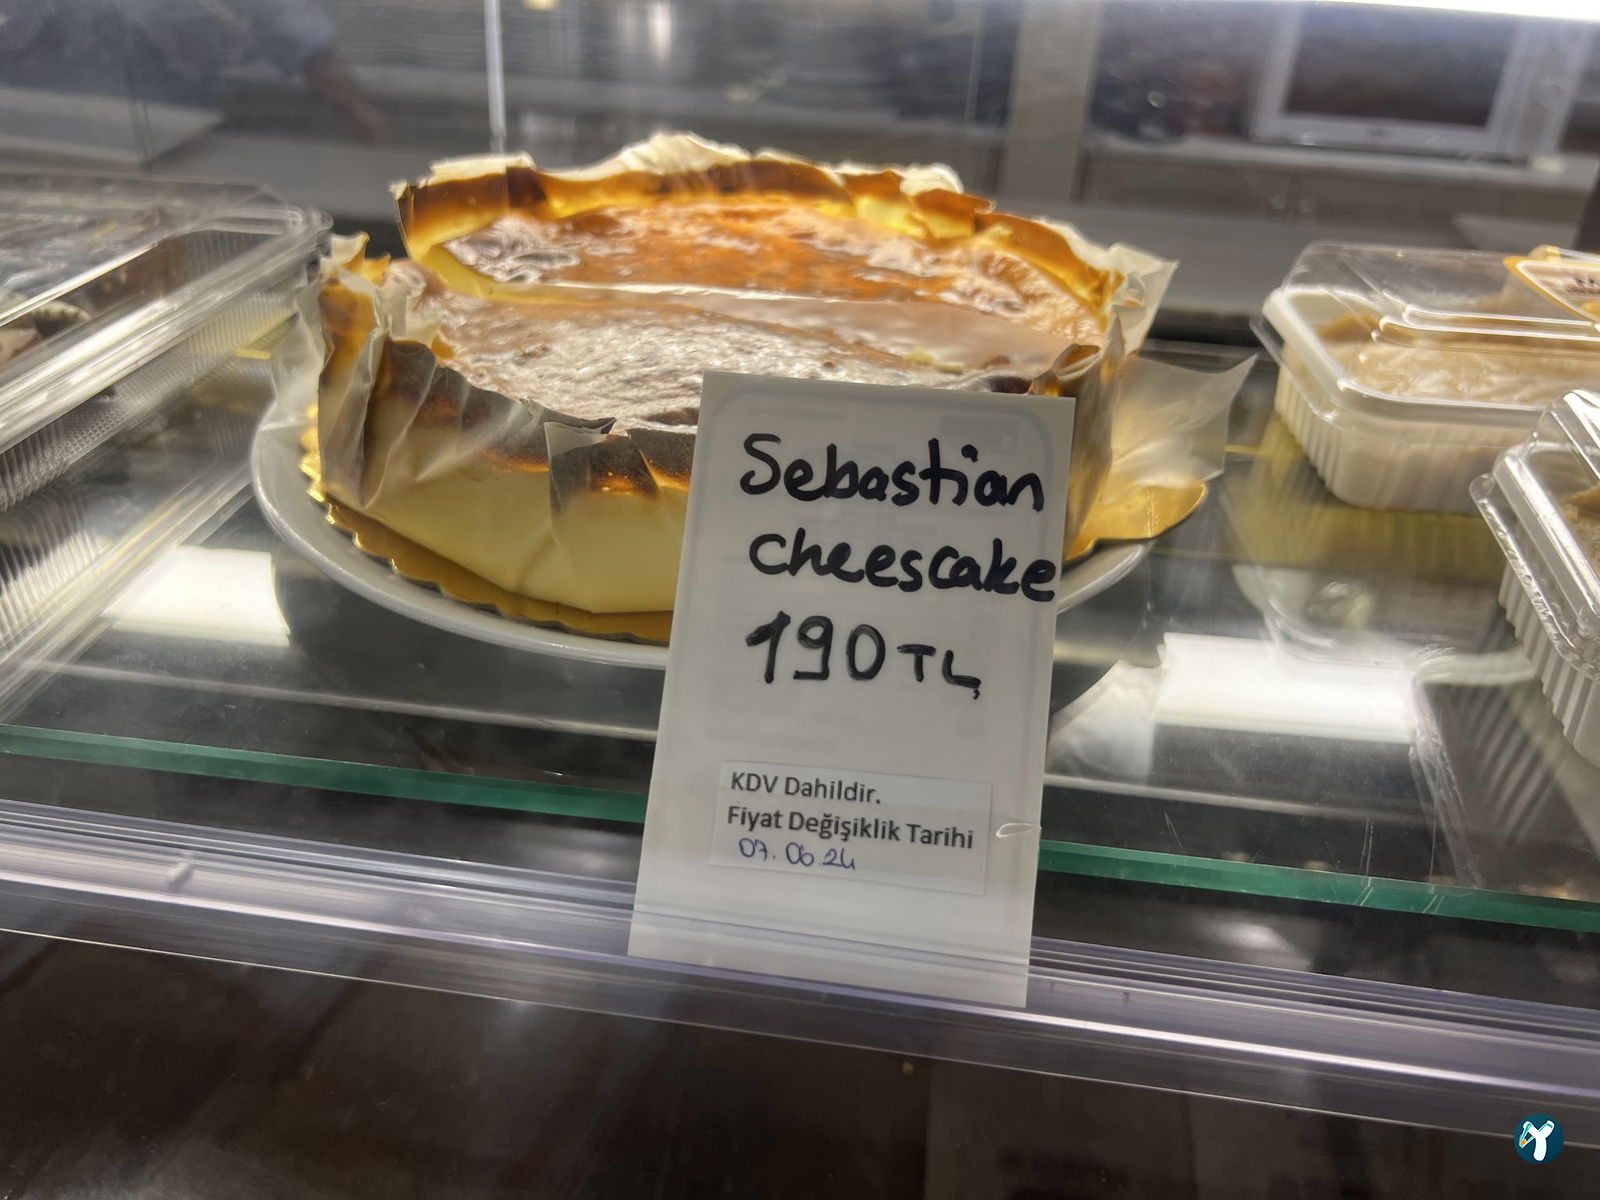 Sebastian
cheescake
190 TL
KDV Dahildir.
Fiyat Değişiklik Tarihi
07.06.24